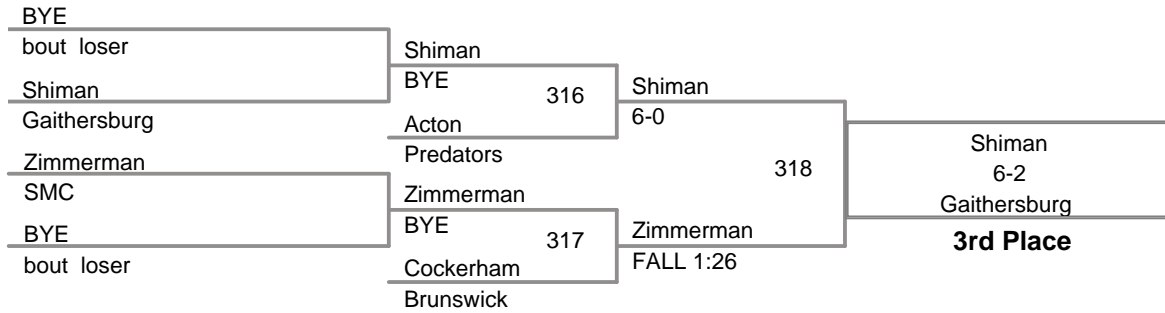 BYE
bout loser
Shiman
Gaithersburg
Zimmerman
SMC
BYE
bout loser
Shiman
BYE
316
Acton
Predators
Zimmerman
BYE
317
Cockerham
Brunswick
Shiman
6-0
318
Zimmerman
FALL 1:26
Shiman
6-2
Gaithersburg
3rd Place